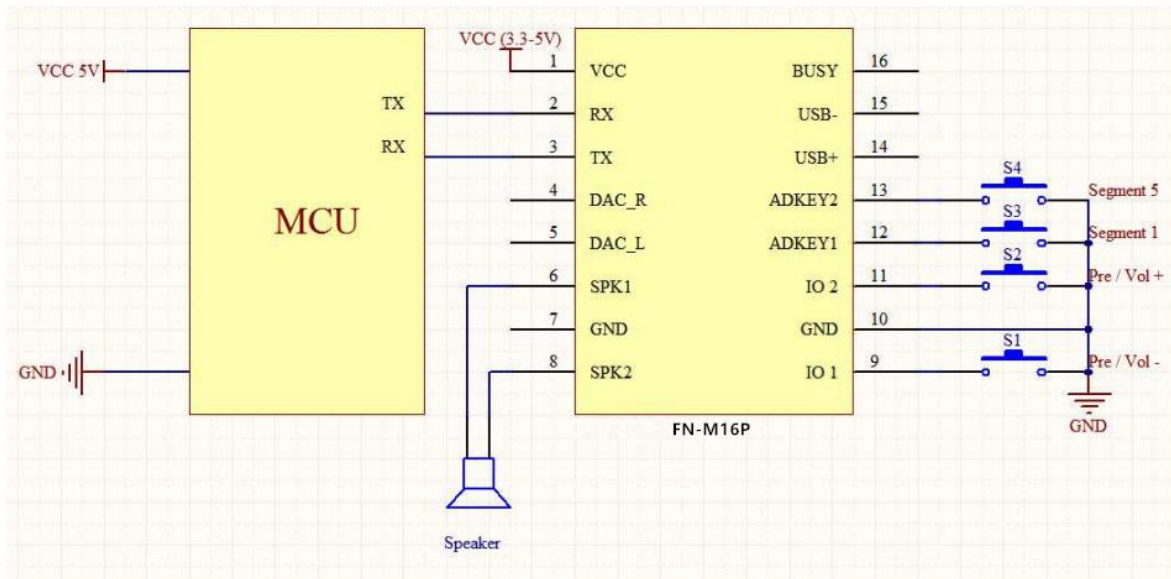 VCC 5V
TX
RX
MCU
GND
VCC (3.3-5V)
1 VCC BUSY 16
2 RX USB- 15
3 TX USB+ 14
4 DAC_R ADKEY2 13 S4 Segment 5
5 DAC_L ADKEY1 12 S3 Segment 1
6 SPK1 IO 2 11 S2 Pre / Vol +
7 GND GND 10
8 SPK2 IO 1 9 S1 Pre / Vol -
GND
FN-M16P
Speaker